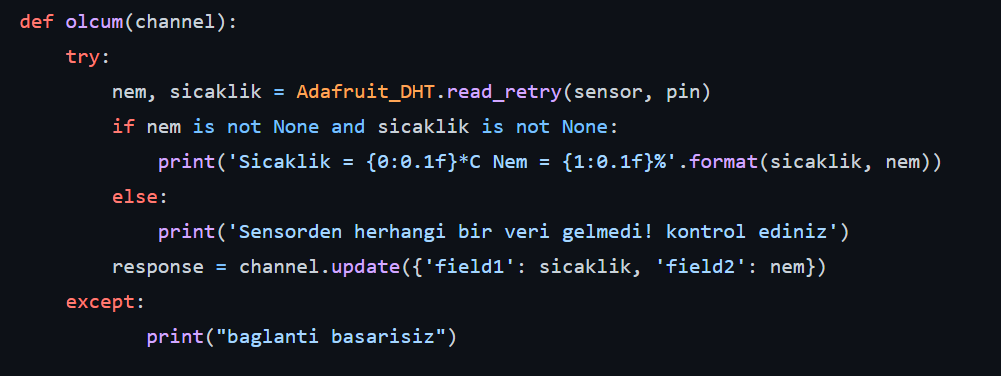 def olcum(channel):
    try:
        nem, sicaklik = Adafruit_DHT.read_retry(sensor, pin)
        if nem is not None and sicaklik is not None:
            print('Sicaklik = {0:0.1f}*C Nem = {1:0.1f}%'.format(sicaklik, nem))
        else:
            print('Sensorden herhangi bir veri gelmedi! kontrol ediniz')
        response = channel.update({'field1': sicaklik, 'field2': nem})
    except:
           print("baglanti basarisiz")